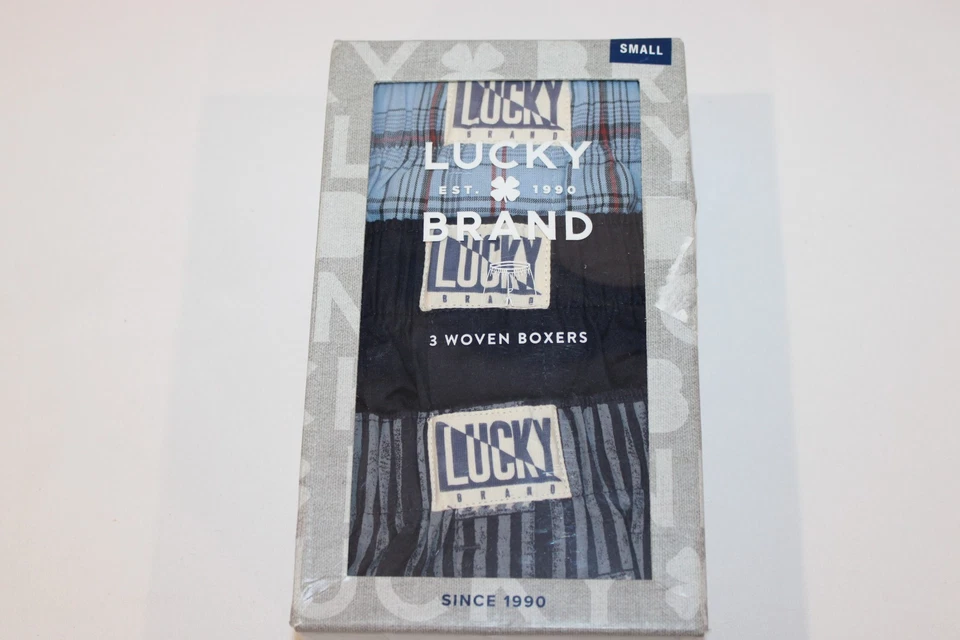 SMALL
LUCKY
BRAND
LUCKY
EST. 1990
BRAND
LUCKY
BRAND
3 WOVEN BOXERS
LUCKY
BRAND
SINCE 1990